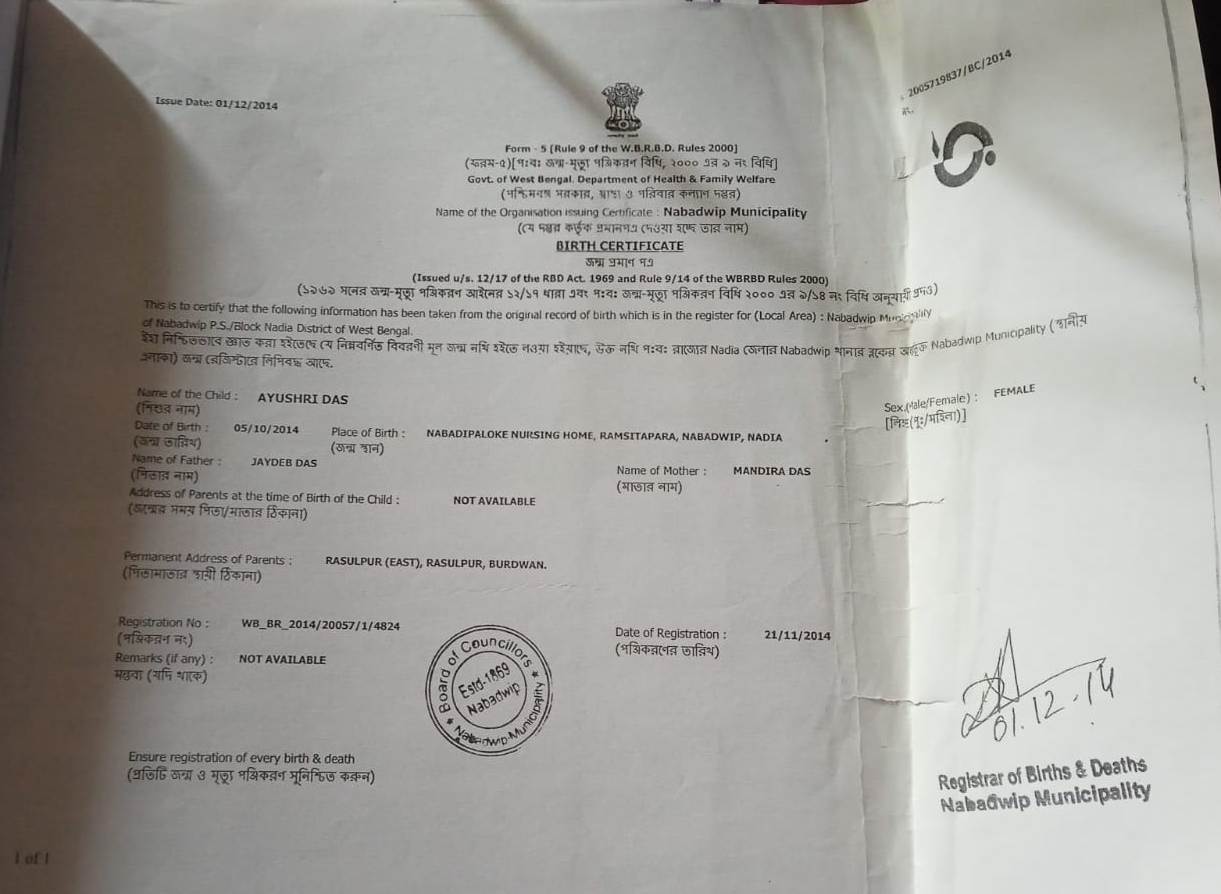 Issue Date: 01/12/2014
2005719837/BC/2014
নং.
Form - 5 [Rule 9 of the W.B.R.B.D. Rules 2000]
(ফরম-৫)[পঃবঃ জন্ম-মৃত্যু পঞ্জিকরণ বিধি, ২০০০ এর ৯ নং বিধি]
Govt. of West Bengal. Department of Health & Family Welfare
(পশ্চিমবঙ্গ সরকার, স্বাস্থ্য ও পরিবার কল্যাণ দপ্তর)
Name of the Organisation issuing Certificate : Nabadwip Municipality
(যে দপ্তর কর্তৃক প্রমানপত্র দেওয়া হচ্ছে তার নাম)
BIRTH CERTIFICATE
জন্ম প্রমাণ পত্র
(Issued u/s. 12/17 of the RBD Act. 1969 and Rule 9/14 of the WBRBD Rules 2000)
(১৯৬৯ সনের জন্ম-মৃত্যু পঞ্জিকরণ আইনের ১২/১৭ ধারা এবং পঃবঃ জন্ম-মৃত্যু পঞ্জিকরণ বিধি ২০০০ এর ৯/১৪ নং বিধি অনুযায়ী প্রদত্ত)
This is to certify that the following information has been taken from the original record of birth which is in the register for (Local Area) : Nabadwip Municipality
of Nabadwip P.S./Block Nadia District of West Bengal.
ইহা নিশ্চিতভাবে জ্ঞাত করা হইতেছে যে নিম্নবর্ণিত বিবরণী মূল জন্ম নথি হইতে নওয়া হইয়াছে, উক্ত নথি পঃবঃ রাজ্যের Nadia জেলার Nabadwip থানার ব্লকের অর্ন্তভূক্ত Nabadwip Municipality (স্থানীয়
এলাকা) জন্ম রেজিস্টারে লিপিবদ্ধ আছে.
Name of the Child : AYUSHRI DAS
Sex.(Male/Female) : FEMALE
(শিশুর নাম)
[লিঙ্গ(পুঃ/মহিলা)]
Date of Birth : 05/10/2014 Place of Birth : NABADIPALOKE NURSING HOME, RAMSITAPARA, NABADWIP, NADIA
(জন্ম তারিখ) (জন্ম স্থান)
Name of Father : JAYDEB DAS Name of Mother : MANDIRA DAS
(পিতার নাম) (মাতার নাম)
Address of Parents at the time of Birth of the Child : NOT AVAILABLE
(জন্মের সময় পিতা/মাতার ঠিকানা)
Permanent Address of Parents : RASULPUR (EAST), RASULPUR, BURDWAN.
(পিতামাতার স্থায়ী ঠিকানা)
Registration No : WB_BR_2014/20057/1/4824 Date of Registration : 21/11/2014
(পঞ্জিকরণ নং) (পঞ্জিকরণের তারিখ)
Remarks (if any) : NOT AVAILABLE
মন্তব্য (যদি থাকে)
Board of Councillors
Estd-1869
Nabadwip
Nabadwip-Municipality
01.12.14
Ensure registration of every birth & death
(প্রতিটি জন্ম ও মৃত্যু পঞ্জিকরণ সুনিশ্চিত করুন)
Registrar of Births & Deaths
Nabadwip Municipality
1 of 1